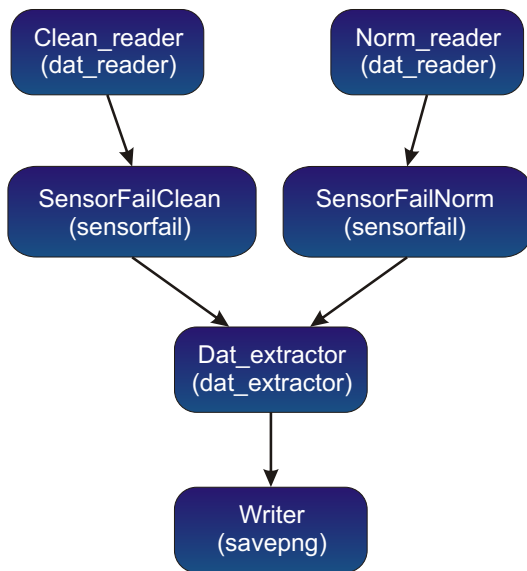 Clean_reader
(dat_reader)
Norm_reader
(dat_reader)
SensorFailClean
(sensorfail)
SensorFailNorm
(sensorfail)
Dat_extractor
(dat_extractor)
Writer
(savepng)